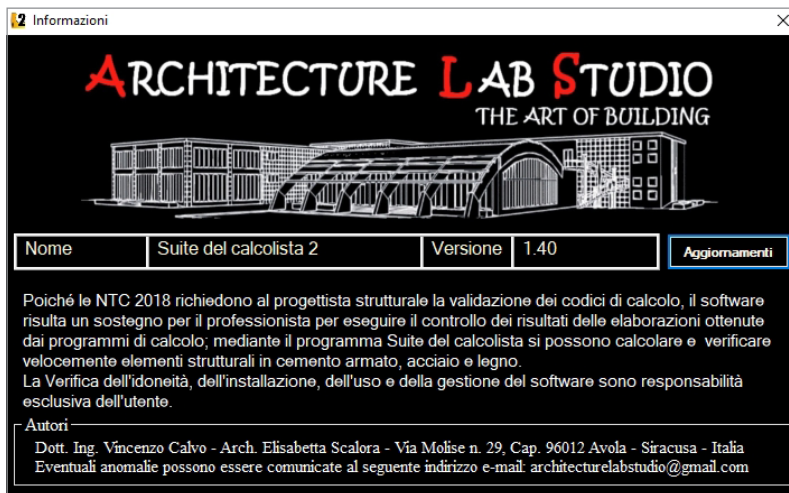 Informazioni
ARCHITECTURE LAB STUDIO
THE ART OF BUILDING
Nome Suite del calcolista 2 Versione 1.40 Aggiornamenti
Poiché le NTC 2018 richiedono al progettista strutturale la validazione dei codici di calcolo, il software
risulta un sostegno per il professionista per eseguire il controllo dei risultati delle elaborazioni ottenute
dai programmi di calcolo; mediante il programma Suite del calcolista si possono calcolare e verificare
velocemente elementi strutturali in cemento armato, acciaio e legno.
La Verifica dell'idoneità, dell'installazione, dell'uso e della gestione del software sono responsabilità
esclusiva dell'utente.
Autori
Dott. Ing. Vincenzo Calvo - Arch. Elisabetta Scalora - Via Molise n. 29, Cap. 96012 Avola - Siracusa - Italia
Eventuali anomalie possono essere comunicate al seguente indirizzo e-mail: architecturelabstudio@gmail.com